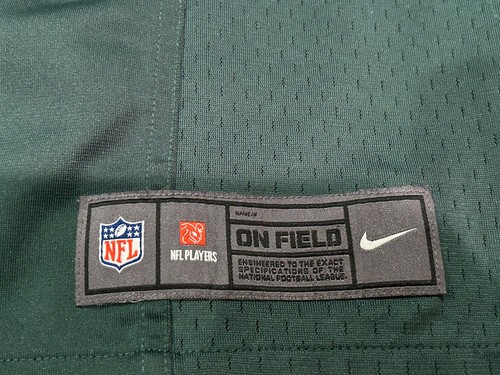 NFL
NFL PLAYERS
ON FIELD
ENGINEERED TO THE EXACT
SPECIFICATIONS OF THE
NATIONAL FOOTBALL LEAGUE.